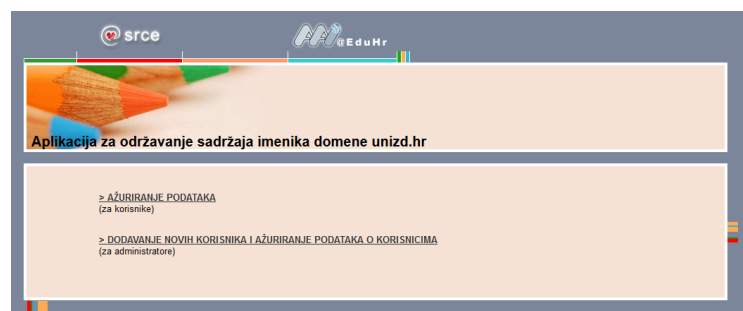 srce
AAI@EduHr
Aplikacija za održavanje sadržaja imenika domene unizd.hr
> AŽURIRANJE PODATAKA
(za korisnike)
> DODAVANJE NOVIH KORISNIKA I AŽURIRANJE PODATAKA O KORISNICIMA
(za administratore)